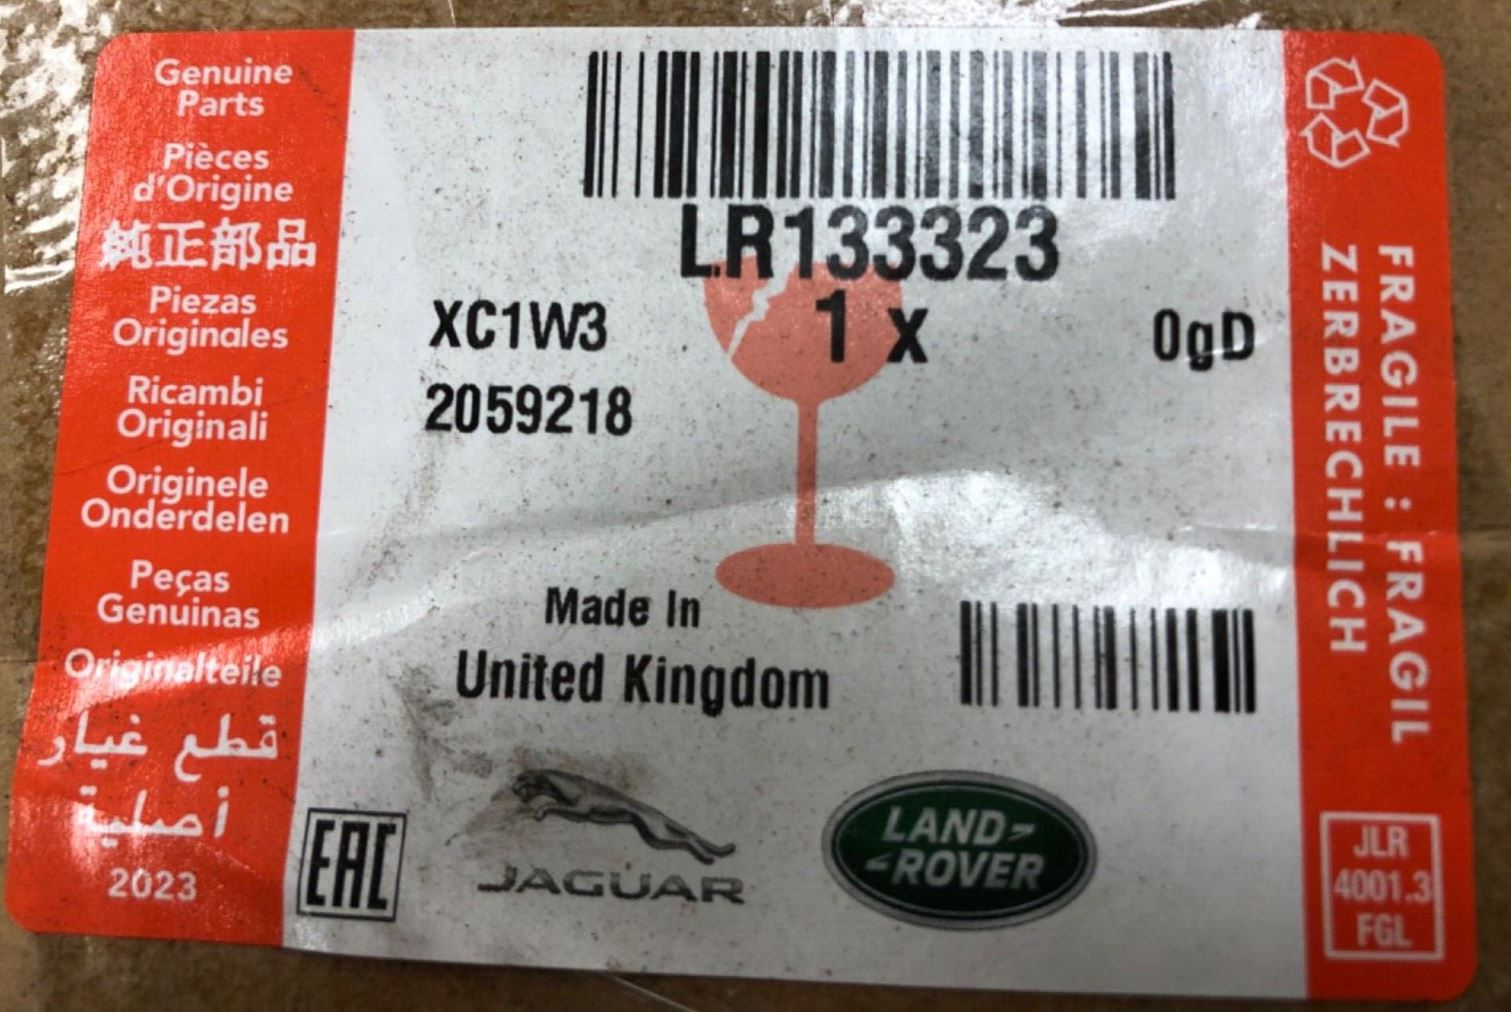 Genuine
Parts
Pièces
d'Origine
純正部品
Piezas
Originales
Ricambi
Originali
Originele
Onderdelen
Peças
Genuinas
Originalteile
قطع غيار
أصلية
2023
LR133323
XC1W3
1 x
0gD
2059218
Made In
United Kingdom
EAC
JAGUAR
LAND-
-ROVER
FRAGILE : FRAGIL
ZERBRECHLICH
JLR
4001.3
FGL